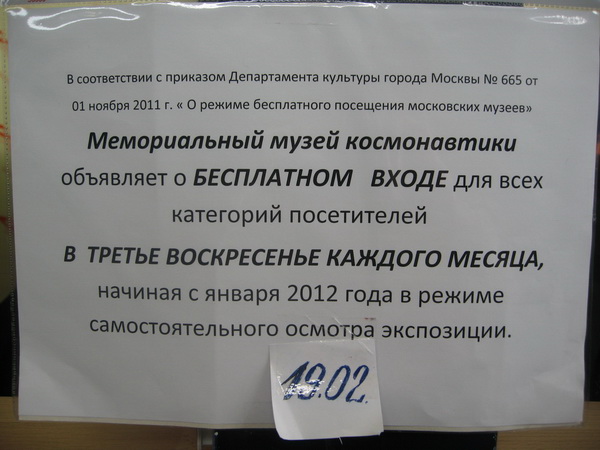 В соответствии с приказом Департамента культуры города Москвы № 665 от
01 ноября 2011 г. « О режиме бесплатного посещения московских музеев»
Мемориальный музей космонавтики
объявляет о БЕСПЛАТНОМ ВХОДЕ для всех
категорий посетителей
В ТРЕТЬЕ ВОСКРЕСЕНЬЕ КАЖДОГО МЕСЯЦА,
начиная с января 2012 года в режиме
самостоятельного осмотра экспозиции.
19.02.